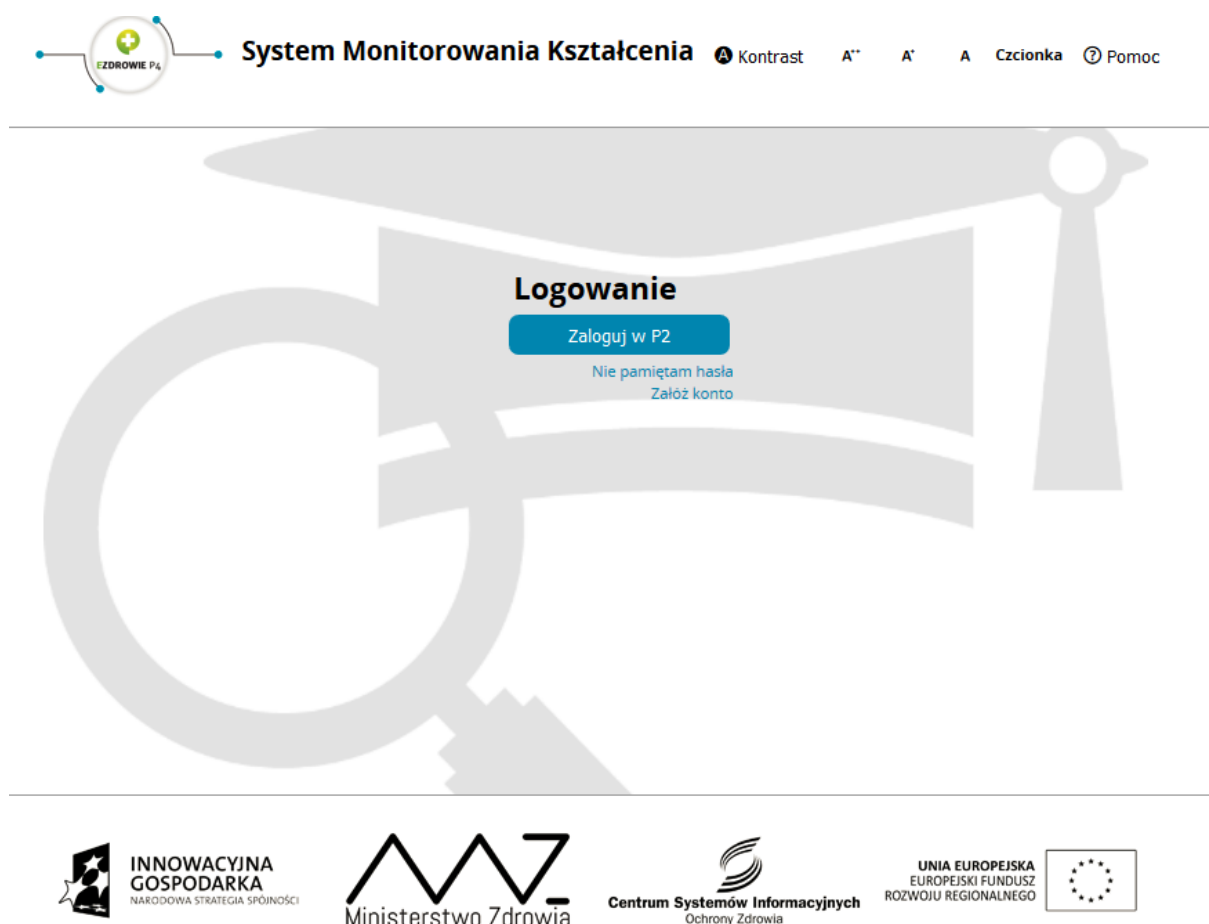 EZDROWIE P4
System Monitorowania Kształcenia
A Kontrast
A++
A+
A
Czcionka
? Pomoc
Logowanie
Zaloguj w P2
Nie pamiętam hasła
Załóż konto
INNOWACYJNA
GOSPODARKA
NARODOWA STRATEGIA SPÓJNOŚCI
Ministerstwo Zdrowia
Centrum Systemów Informacyjnych
Ochrony Zdrowia
UNIA EUROPEJSKA
EUROPEJSKI FUNDUSZ
ROZWOJU REGIONALNEGO